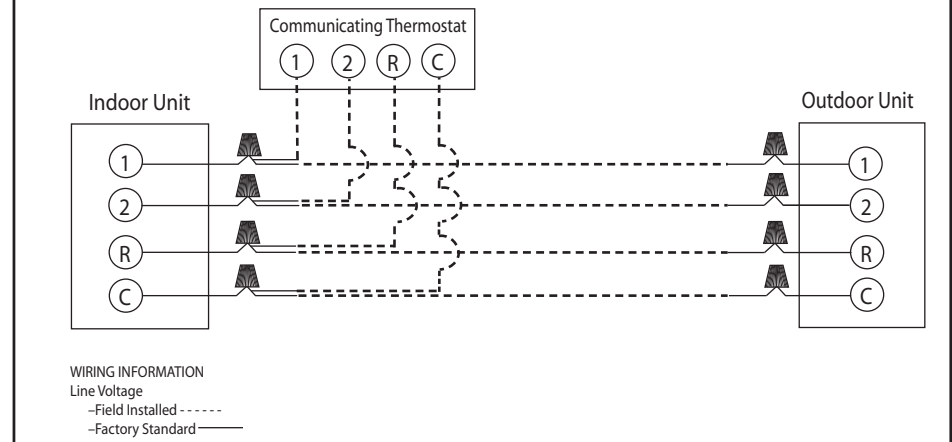 Communicating Thermostat
1 2 R C
Indoor Unit
Outdoor Unit
1 1
2 2
R R
C C
WIRING INFORMATION
Line Voltage
–Field Installed
–Factory Standard